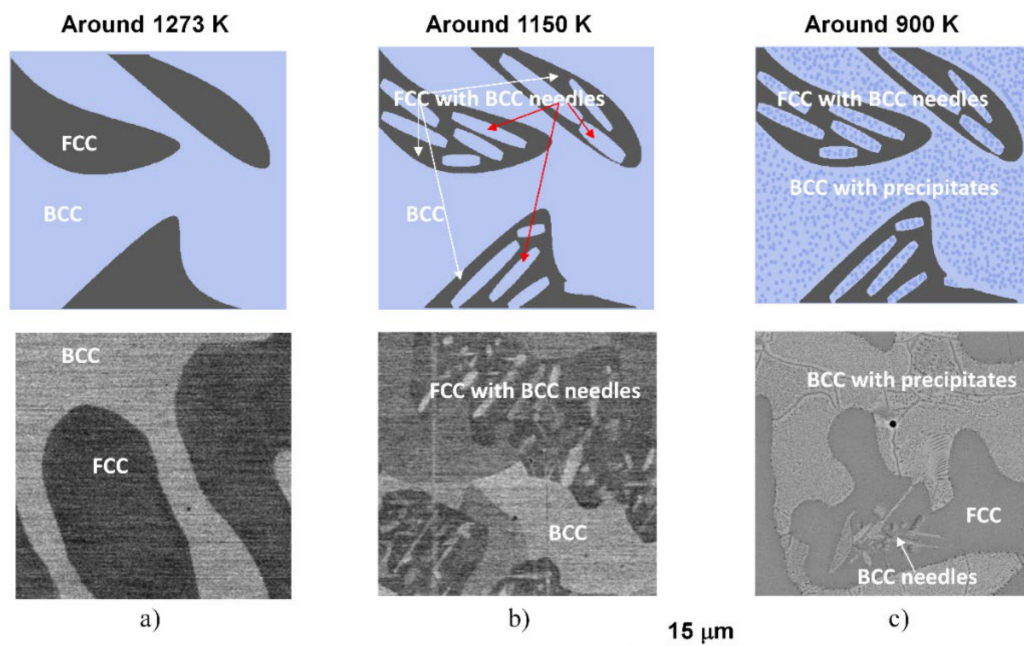 Around 1273 K
Around 1150 K
Around 900 K
FCC
BCC
FCC with BCC needles
BCC
FCC with BCC needles
BCC with precipitates
BCC
FCC
FCC with BCC needles
BCC
BCC with precipitates
FCC
BCC needles
a)
b)
c)
15 μm